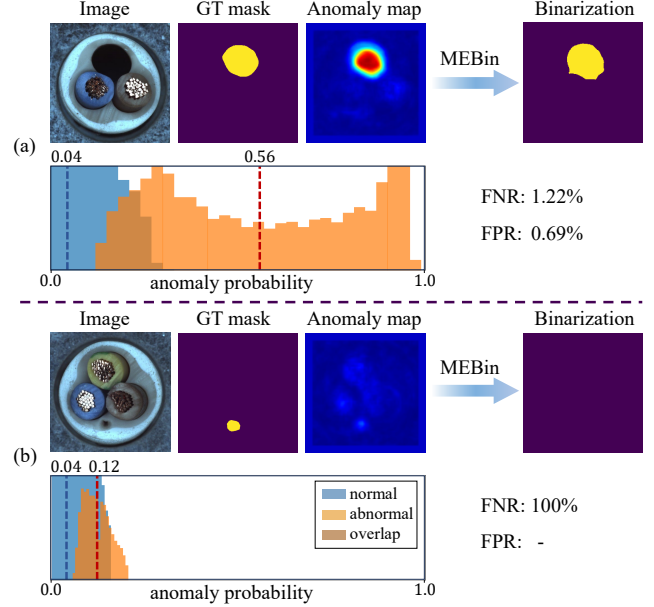 Image GT mask Anomaly map Binarization
MEBin
(a)
0.04 0.56
FNR: 1.22%
FPR: 0.69%
0.0 1.0
anomaly probability
Image GT mask Anomaly map Binarization
MEBin
(b)
0.04 0.12
normal
abnormal
overlap
FNR: 100%
FPR: -
0.0 1.0
anomaly probability